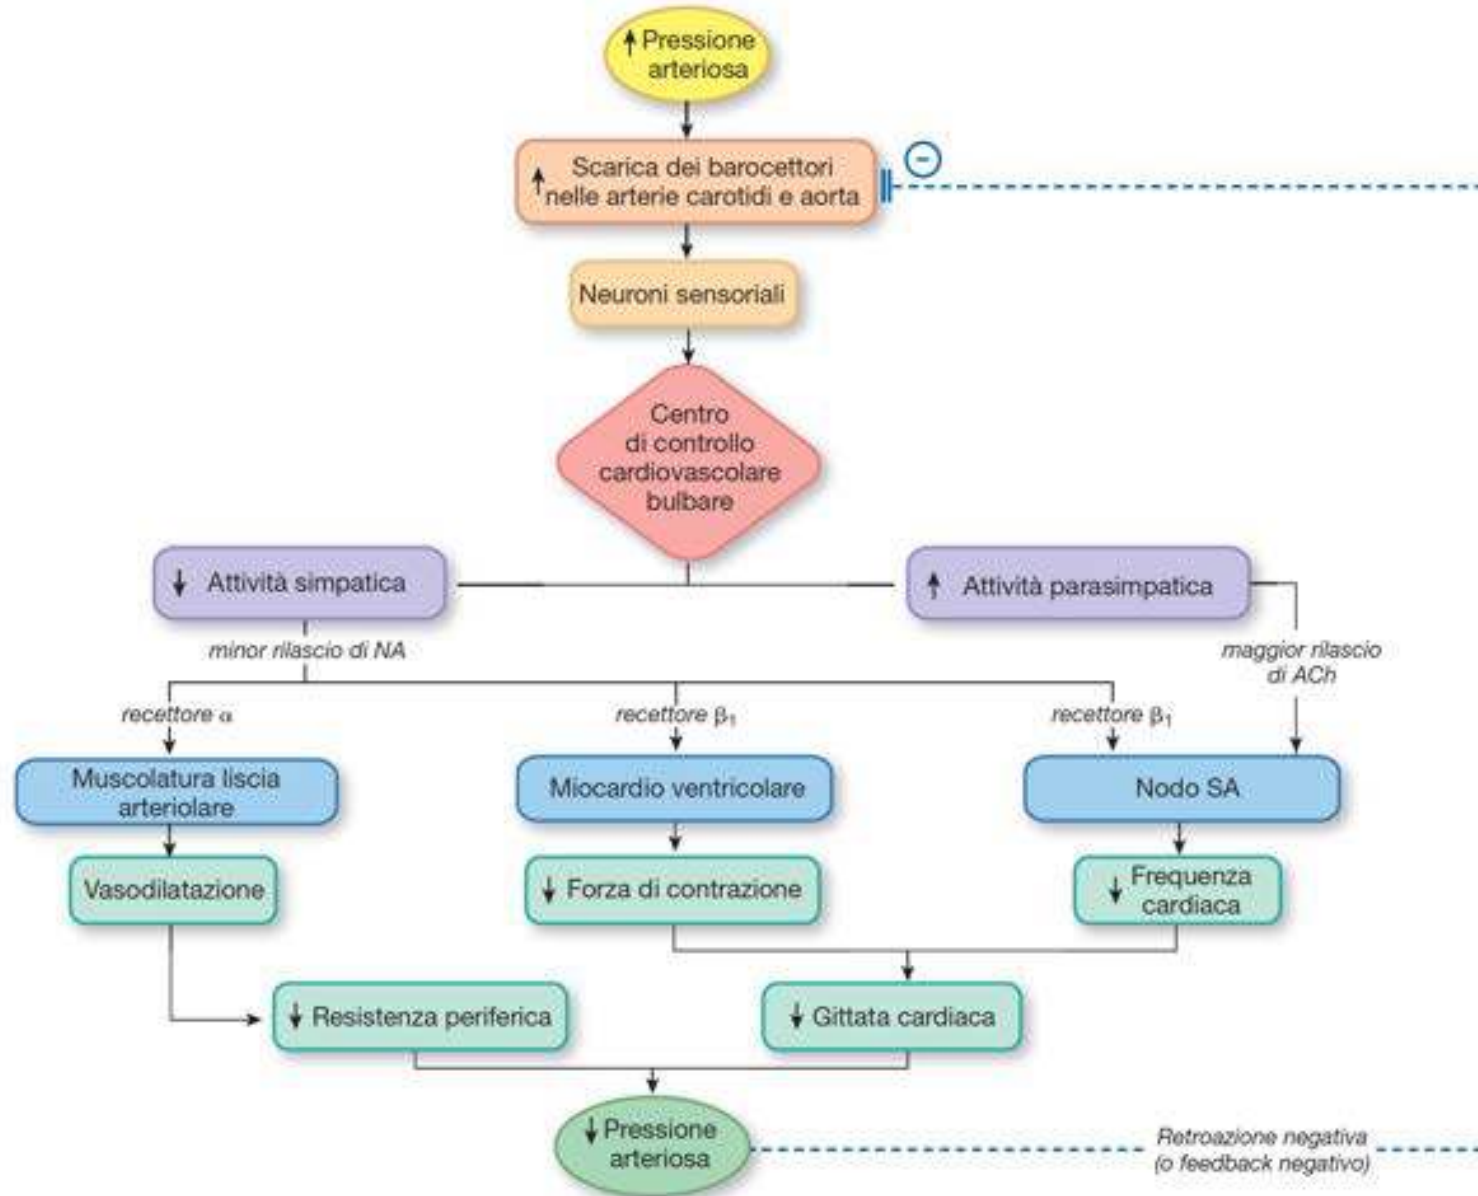 ↑ Pressione
arteriosa
↑ Scarica dei barocettori
nelle arterie carotidi e aorta
−
Neuroni sensoriali
Centro
di controllo
cardiovascolare
bulbare
↓ Attività simpatica
↑ Attività parasimpatica
minor rilascio di NA
maggior rilascio
di ACh
recettore α
recettore β₁
recettore β₁
Muscolatura liscia
arteriolare
Miocardio ventricolare
Nodo SA
Vasodilatazione
↓ Forza di contrazione
↓ Frequenza
cardiaca
↓ Resistenza periferica
↓ Gittata cardiaca
↓ Pressione
arteriosa
Retroazione negativa
(o feedback negativo)